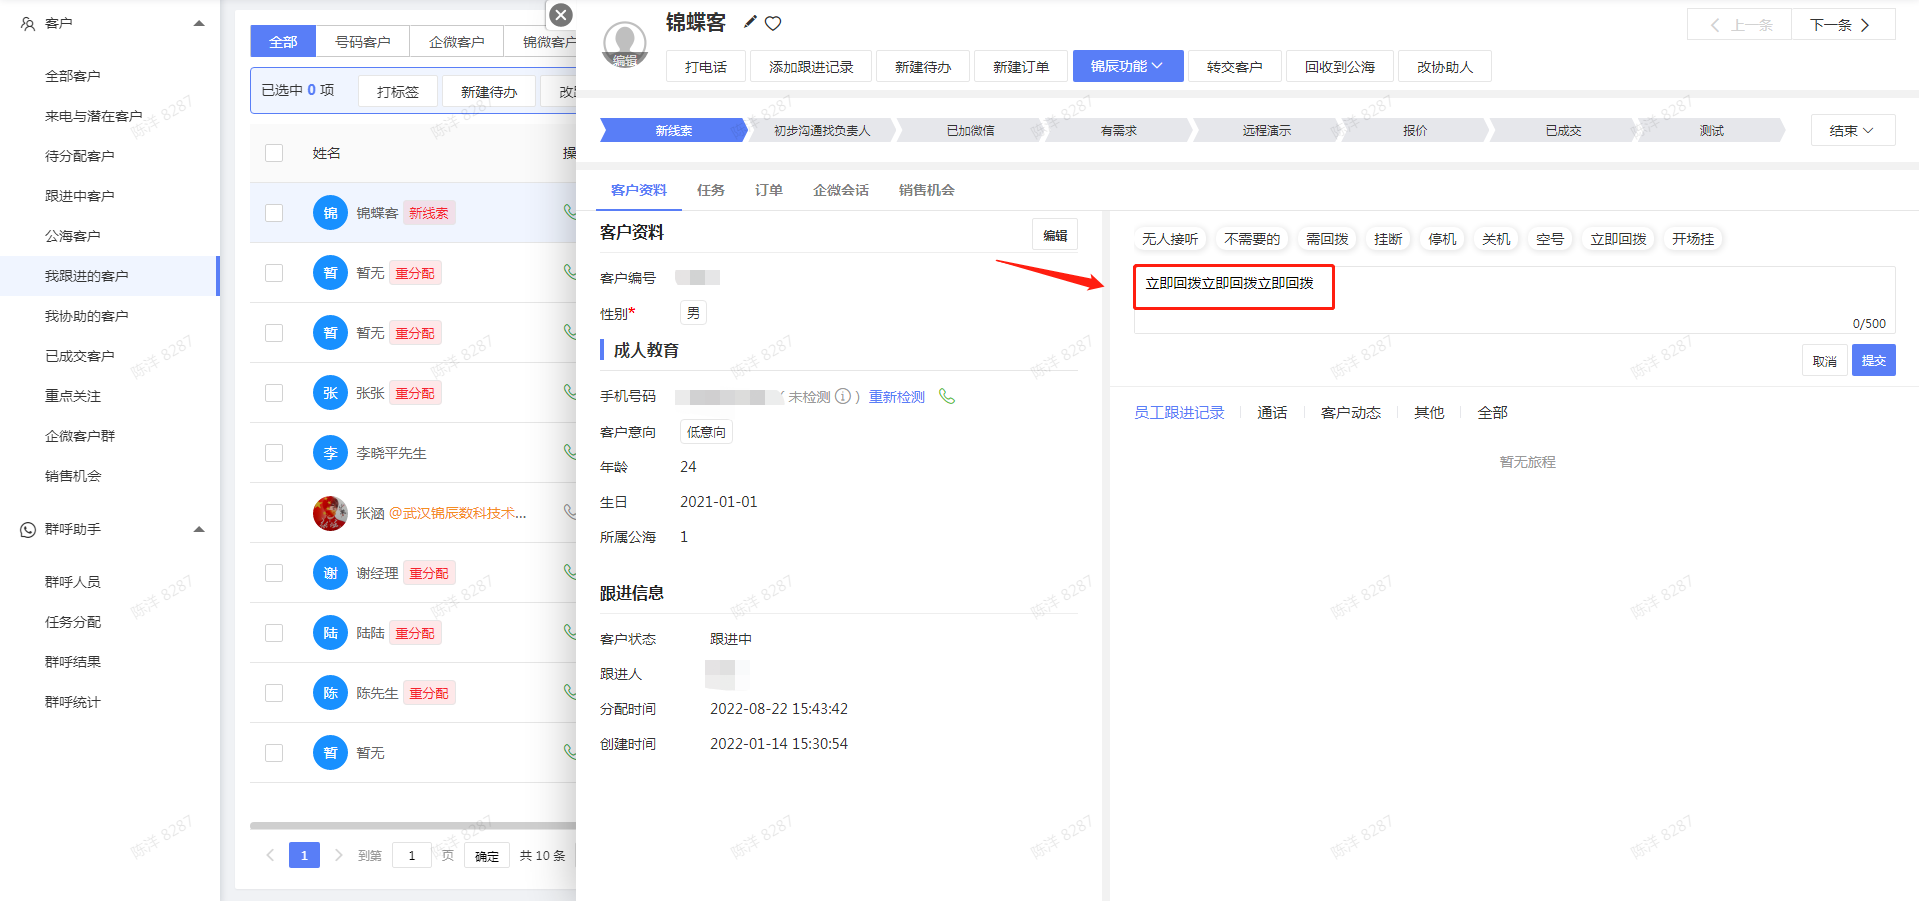 客户
全部客户
来电与潜在客户
待分配客户
跟进中客户
公海客户
我跟进的客户
我协助的客户
已成交客户
重点关注
企微客户群
销售机会
群呼助手
群呼人员
任务分配
群呼结果
群呼统计
全部 号码客户 企微客户 锦微客户
已选中 0 项 打标签 新建待办
姓名
锦 锦蝶客 新线索
暂 暂无 重分配
暂 暂无 重分配
张 张张 重分配
李 李晓平先生
张涵 @武汉锦辰数科技术...
谢 谢经理 重分配
陆 陆陆 重分配
陈 陈先生 重分配
暂 暂无
1 到第 1 页 确定 共 10 条
编辑
锦蝶客
上一条 下一条
打电话 添加跟进记录 新建待办 新建订单 锦辰功能 转交客户 回收到公海 改协助人
新线索 初步沟通找负责人 已加微信 有需求 远程演示 报价 已成交 测试 结束
客户资料 任务 订单 企微会话 销售机会
客户资料 编辑
客户编号
性别* 男
成人教育
手机号码 未检测 ) 重新检测
客户意向 低意向
年龄 24
生日 2021-01-01
所属公海 1
跟进信息
客户状态 跟进中
跟进人
分配时间 2022-08-22 15:43:42
创建时间 2022-01-14 15:30:54
无人接听 不需要的 需回拨 挂断 停机 关机 空号 立即回拨 开场挂
立即回拨立即回拨立即回拨
0/500
取消 提交
员工跟进记录 通话 客户动态 其他 全部
暂无旅程
陈洋 8287